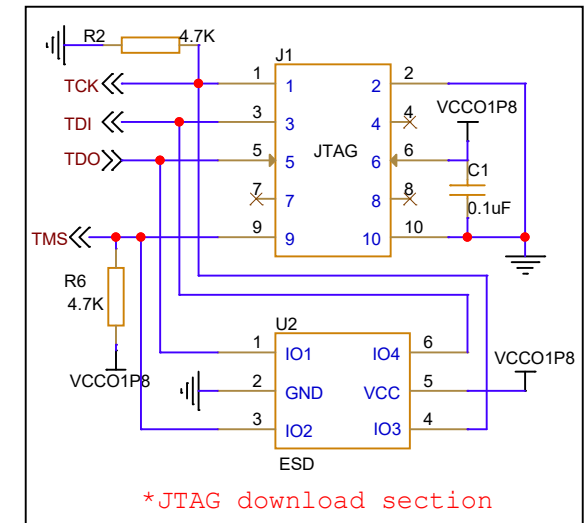 R2 4.7K
J1
TCK 1 1 2 2
VCCO1P8
TDI 3 3 4 4
TDO 5 5 JTAG 6 6
C1
7 7 8 8
0.1uF
TMS 9 9 10 10
R6
4.7K
U2
1 IO1 IO4 6
VCCO1P8 VCCO1P8
2 GND VCC 5
3 IO2 IO3 4
ESD
*JTAG download section